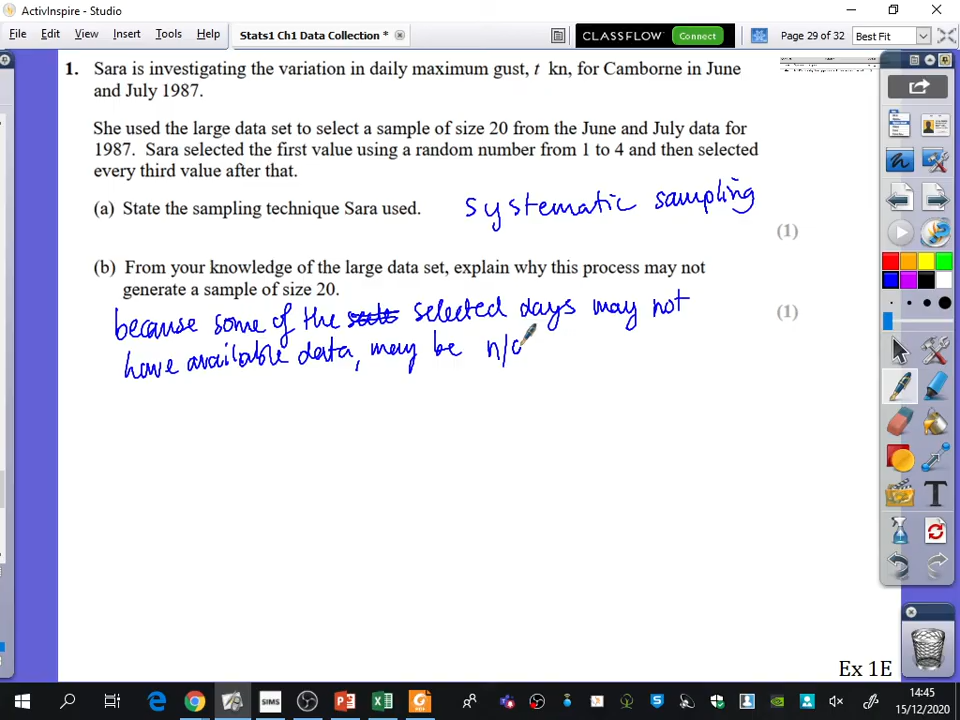 ActivInspire - Studio
File Edit View Insert Tools Help Stats1 Ch1 Data Collection * CLASSFLOW Connect Page 29 of 32 Best Fit
1. Sara is investigating the variation in daily maximum gust, t kn, for Camborne in June
and July 1987.
She used the large data set to select a sample of size 20 from the June and July data for
1987. Sara selected the first value using a random number from 1 to 4 and then selected
every third value after that.
(a) State the sampling technique Sara used. systematic sampling
(1)
(b) From your knowledge of the large data set, explain why this process may not
generate a sample of size 20.
because some of the selected days may not
(1)
have available data, may be n/a
Ex 1E
SIMS
14:45
15/12/2020